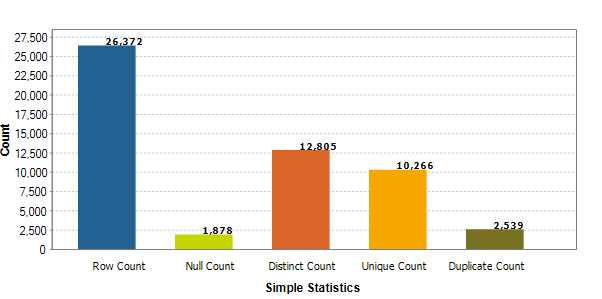 27,500
25,000
22,500
20,000
17,500
15,000
12,500
10,000
7,500
5,000
2,500
0
Count
26,372
1,878
12,805
10,266
2,539
Row Count
Null Count
Distinct Count
Unique Count
Duplicate Count
Simple Statistics